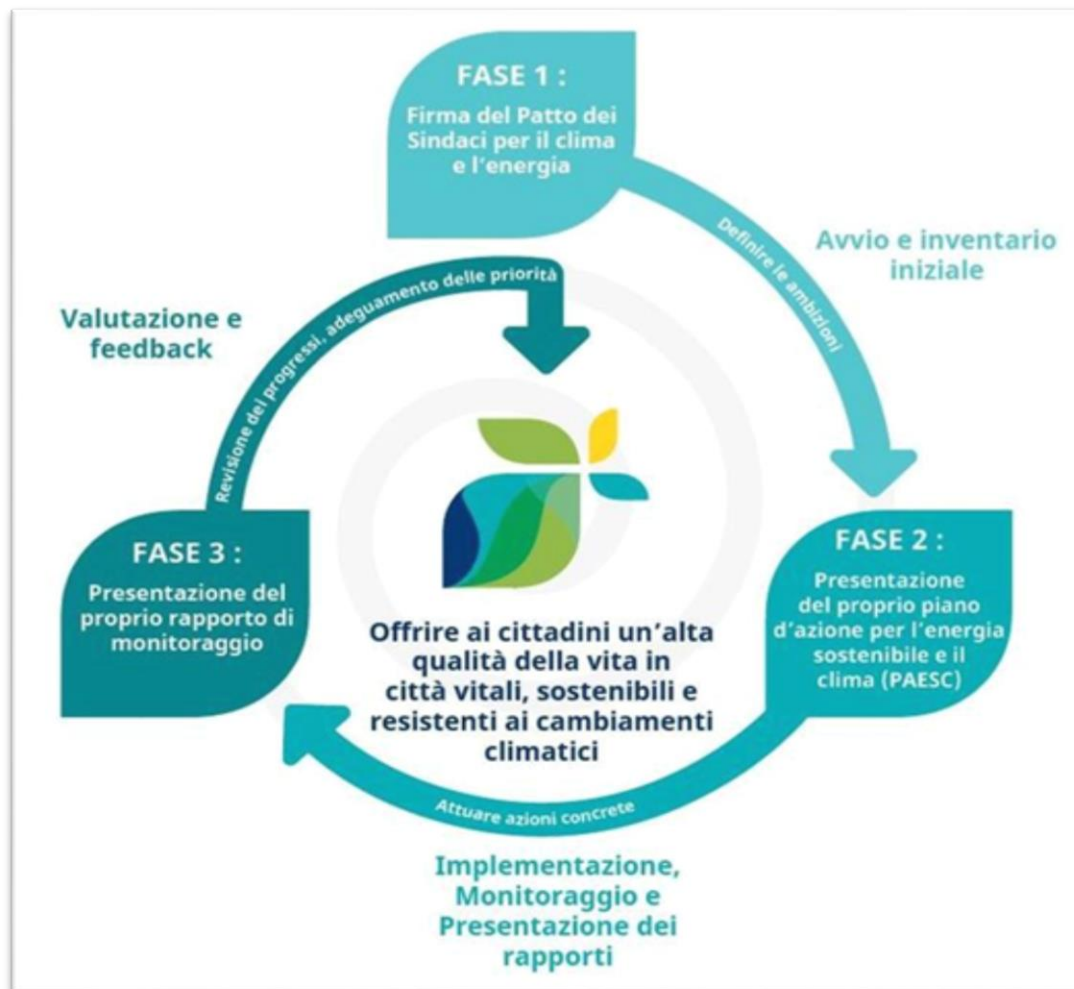 FASE 1 :
Firma del Patto dei
Sindaci per il clima
e l'energia
Definire le ambizioni
Avvio e inventario
iniziale
FASE 2 :
Presentazione
del proprio piano
d'azione per l'energia
sostenibile e il
clima (PAESC)
Attuare azioni concrete
Implementazione,
Monitoraggio e
Presentazione dei
rapporti
FASE 3 :
Presentazione del
proprio rapporto di
monitoraggio
Revisione dei progressi, adeguamento delle priorità
Valutazione e
feedback
Offrire ai cittadini un'alta
qualità della vita in
città vitali, sostenibili e
resistenti ai cambiamenti
climatici